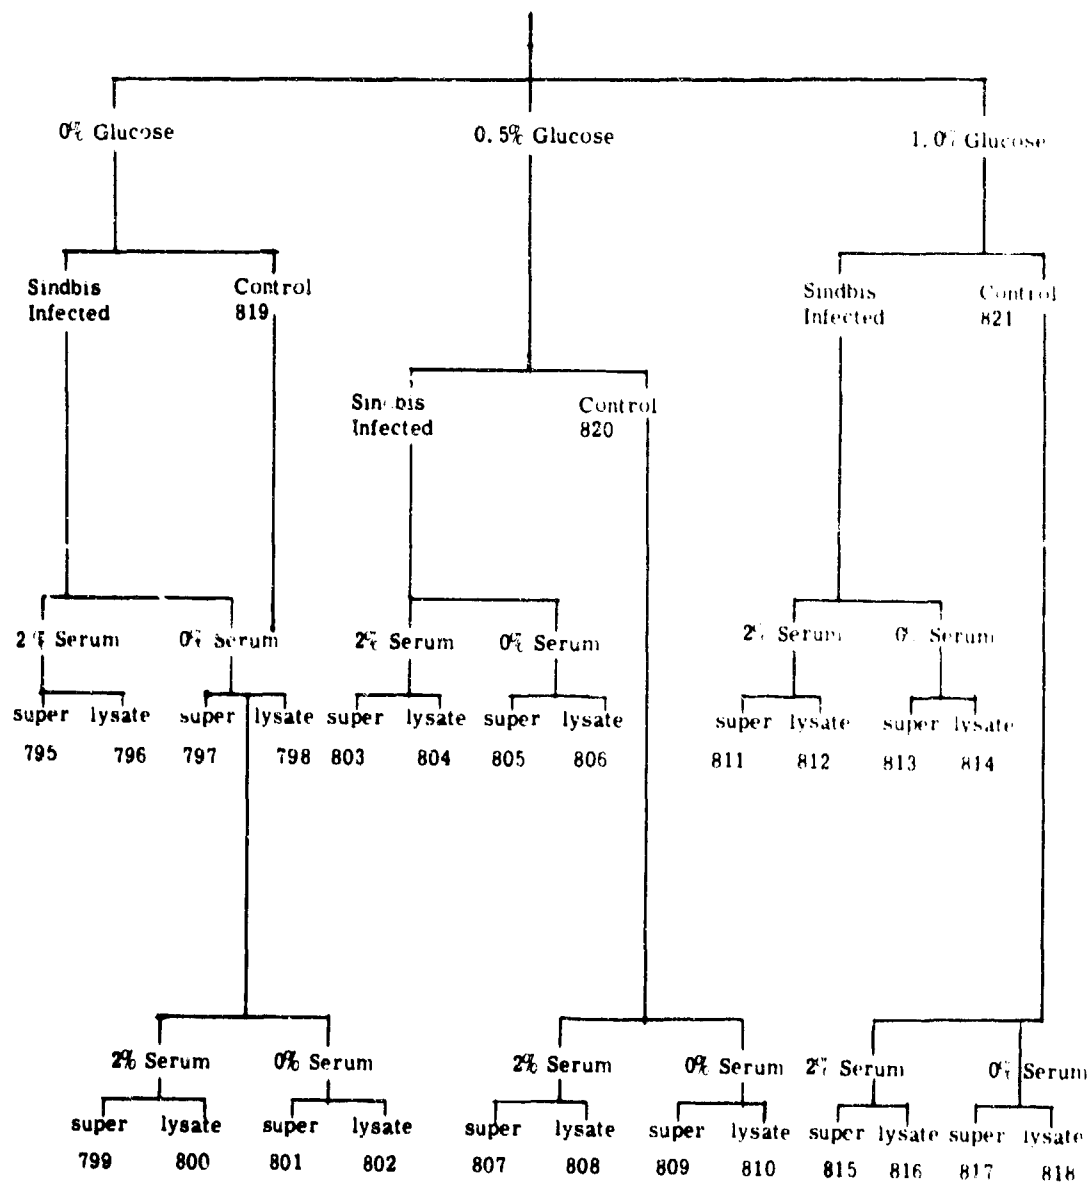 0% Glucose
0.5% Glucose
1.0% Glucose
Sindbis
Infected
Control
819
Sindbis
Infected
Control
821
Sindbis
Infected
Control
820
2% Serum
0% Serum
2% Serum
0% Serum
2% Serum
0% Serum
super lysate super lysate super lysate super lysate super lysate super lysate
795 796 797 798 803 804 805 806 811 812 813 814
2% Serum
0% Serum
2% Serum
0% Serum
2% Serum
0% Serum
super lysate super lysate super lysate super lysate super lysate super lysate
799 800 801 802 807 808 809 810 815 816 817 818